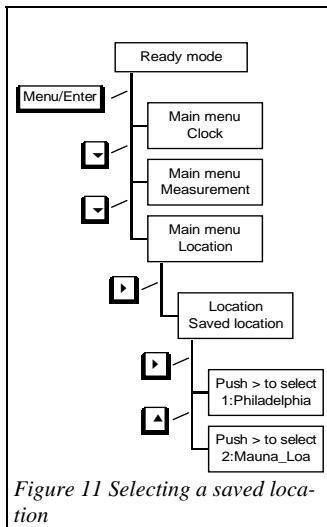 Ready mode
Menu/Enter
Main menu
Clock
Main menu
Measurement
Main menu
Location
Location
Saved location
Push > to select
1:Philadelphia
Push > to select
2:Mauna_Loa
Figure 11 Selecting a saved loca-
tion